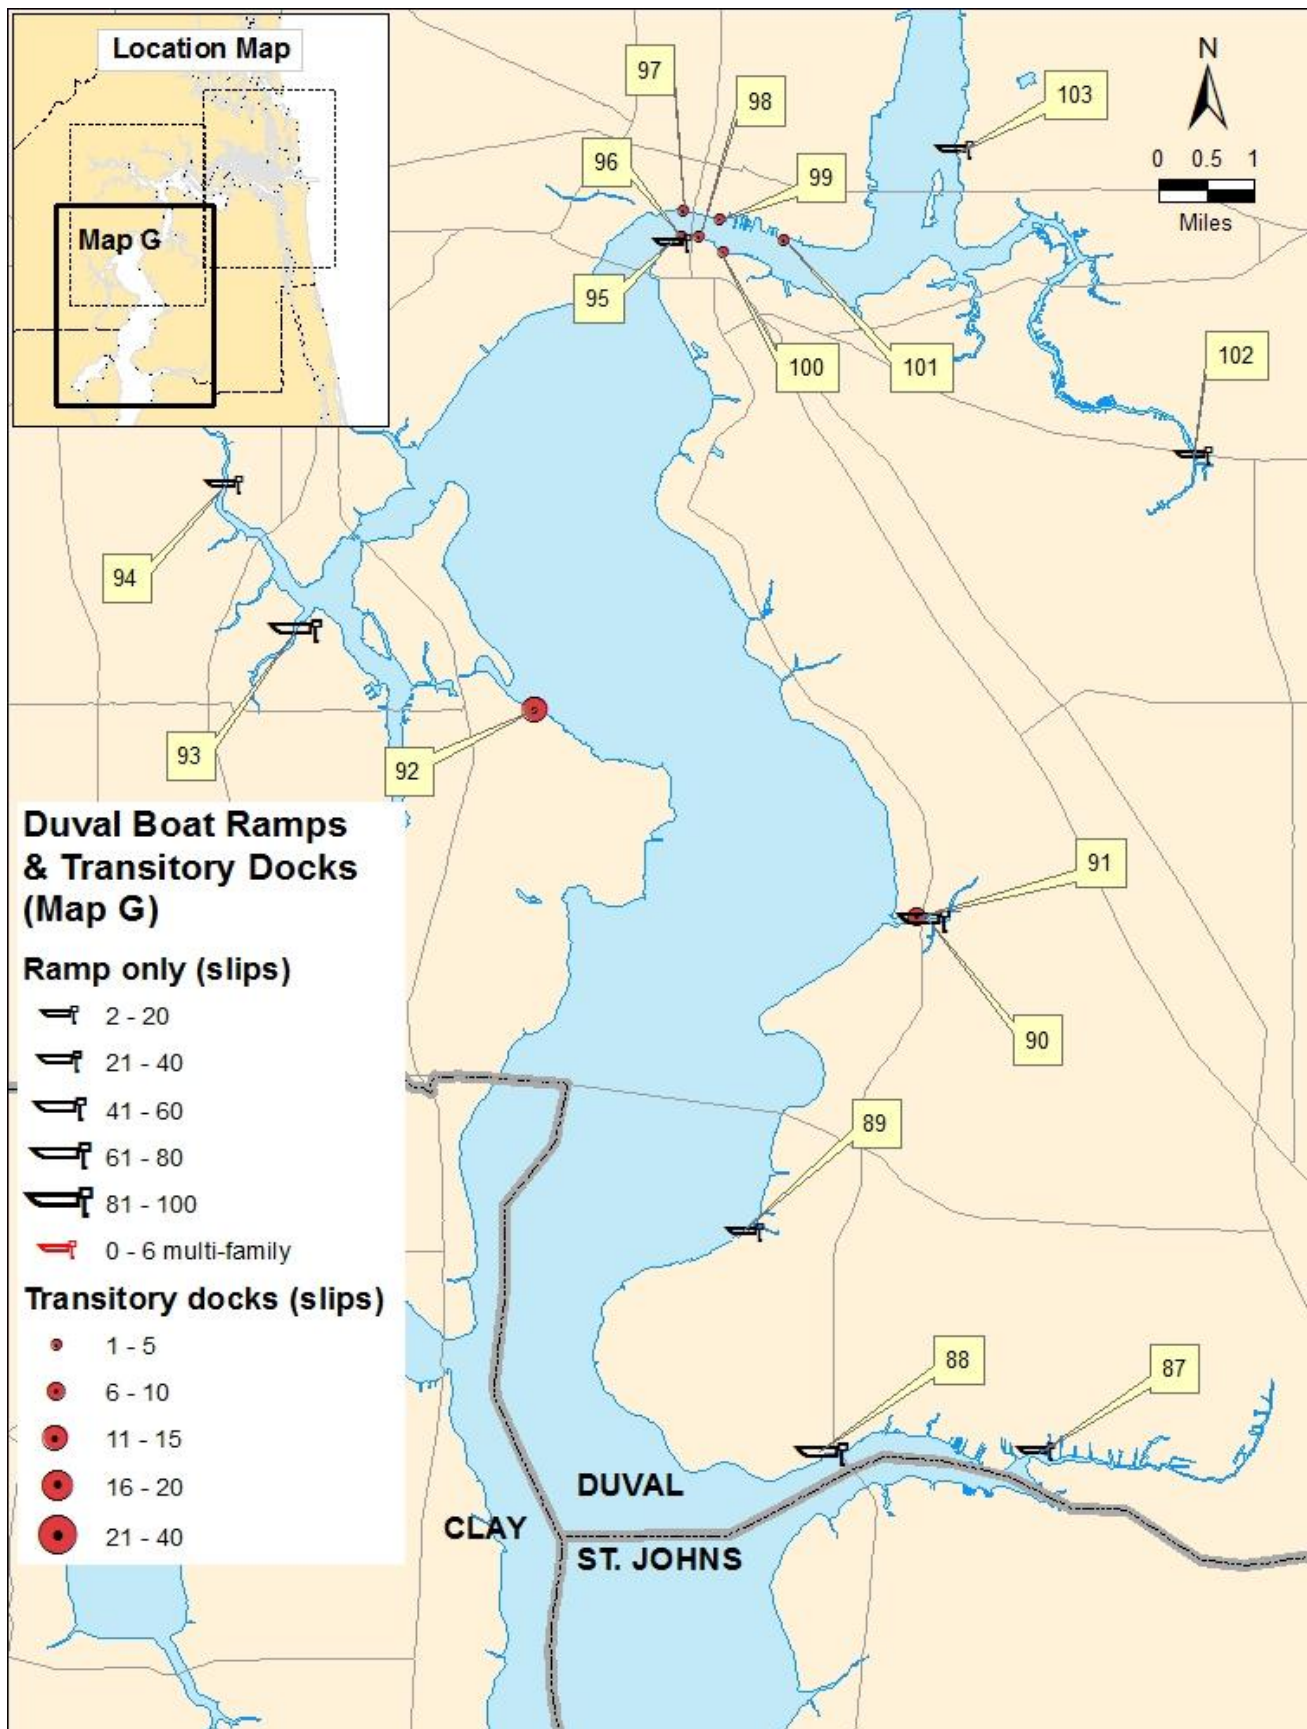 Location Map
Map G
N
0 0.5 1
Miles
97
98
103
96
99
95
100
101
102
94
93
92
91
90
89
88
87
Duval Boat Ramps
& Transitory Docks
(Map G)
Ramp only (slips)
2 - 20
21 - 40
41 - 60
61 - 80
81 - 100
0 - 6 multi-family
Transitory docks (slips)
1 - 5
6 - 10
11 - 15
16 - 20
21 - 40
DUVAL
CLAY
ST. JOHNS